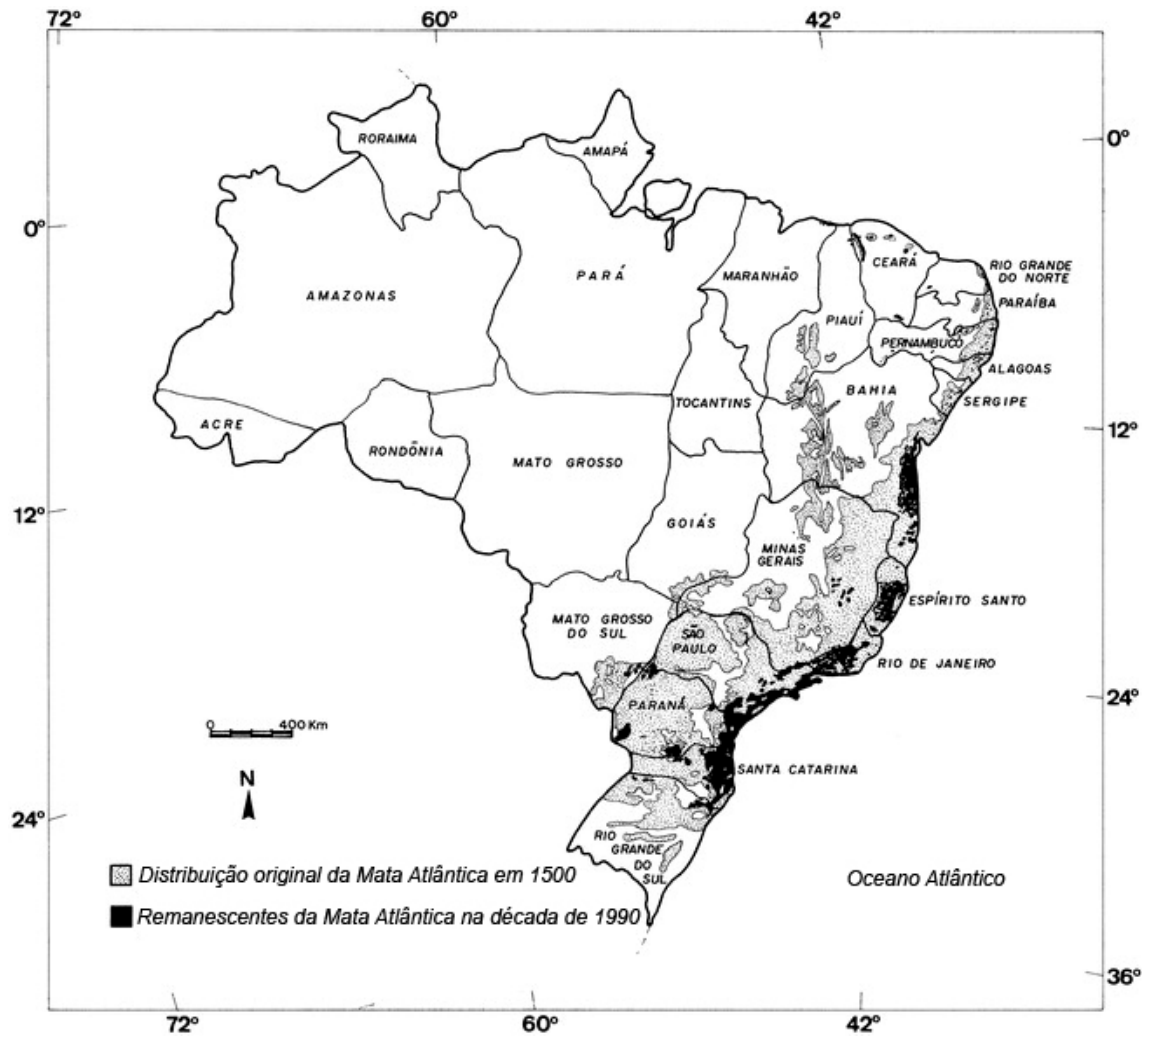 72°
60°
42°
0°
0°
12°
12°
24°
24°
36°
72°
60°
42°
RORAIMA
AMAPÁ
AMAZONAS
PARÁ
MARANHÃO
CEARÁ
RIO GRANDE
DO NORTE
PARAÍBA
PIAUÍ
PERNAMBUCO
ALAGOAS
SERGIPE
BAHIA
TOCANTINS
ACRE
RONDÔNIA
MATO GROSSO
GOIÁS
MINAS
GERAIS
ESPÍRITO SANTO
MATO GROSSO
DO SUL
SÃO
PAULO
RIO DE JANEIRO
PARANÁ
SANTA CATARINA
RIO
GRANDE
DO
SUL
0 400 Km
N
Distribuição original da Mata Atlântica em 1500
Remanescentes da Mata Atlântica na década de 1990
Oceano Atlântico